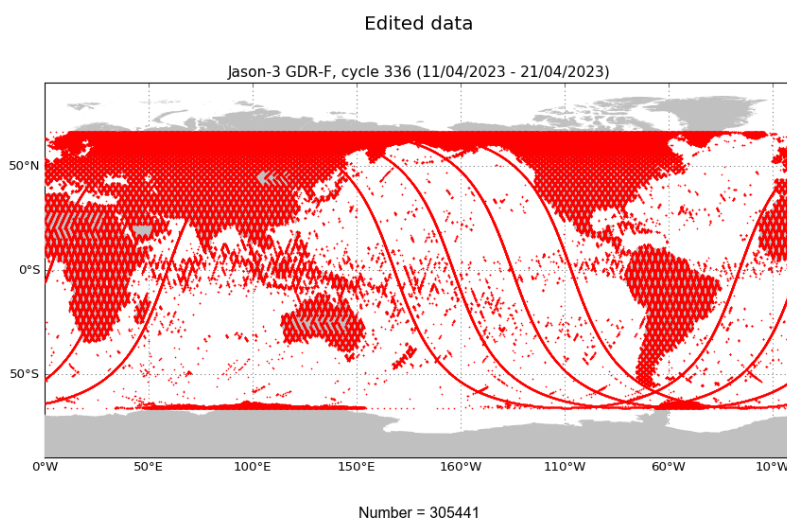 Edited data
Jason-3 GDR-F, cycle 336 (11/04/2023 - 21/04/2023)
50°N
0°S
50°S
0°W 50°E 100°E 150°E 160°W 110°W 60°W 10°W
Number = 305441